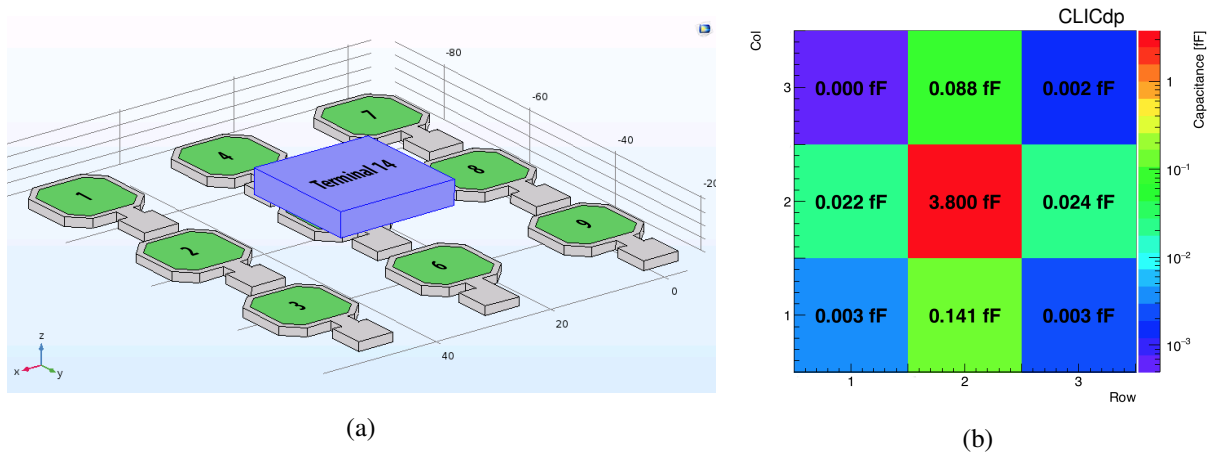 -80
-60
-40
-20
0
20
40
7
4
Terminal 14
8
1
9
2
6
3
z
x
y
(a)
CLICdp
Col
Capacitance [fF]
3
0.000 fF
0.088 fF
0.002 fF
1
10⁻¹
2
0.022 fF
3.800 fF
0.024 fF
10⁻²
1
0.003 fF
0.141 fF
0.003 fF
10⁻³
1
2
3
Row
(b)